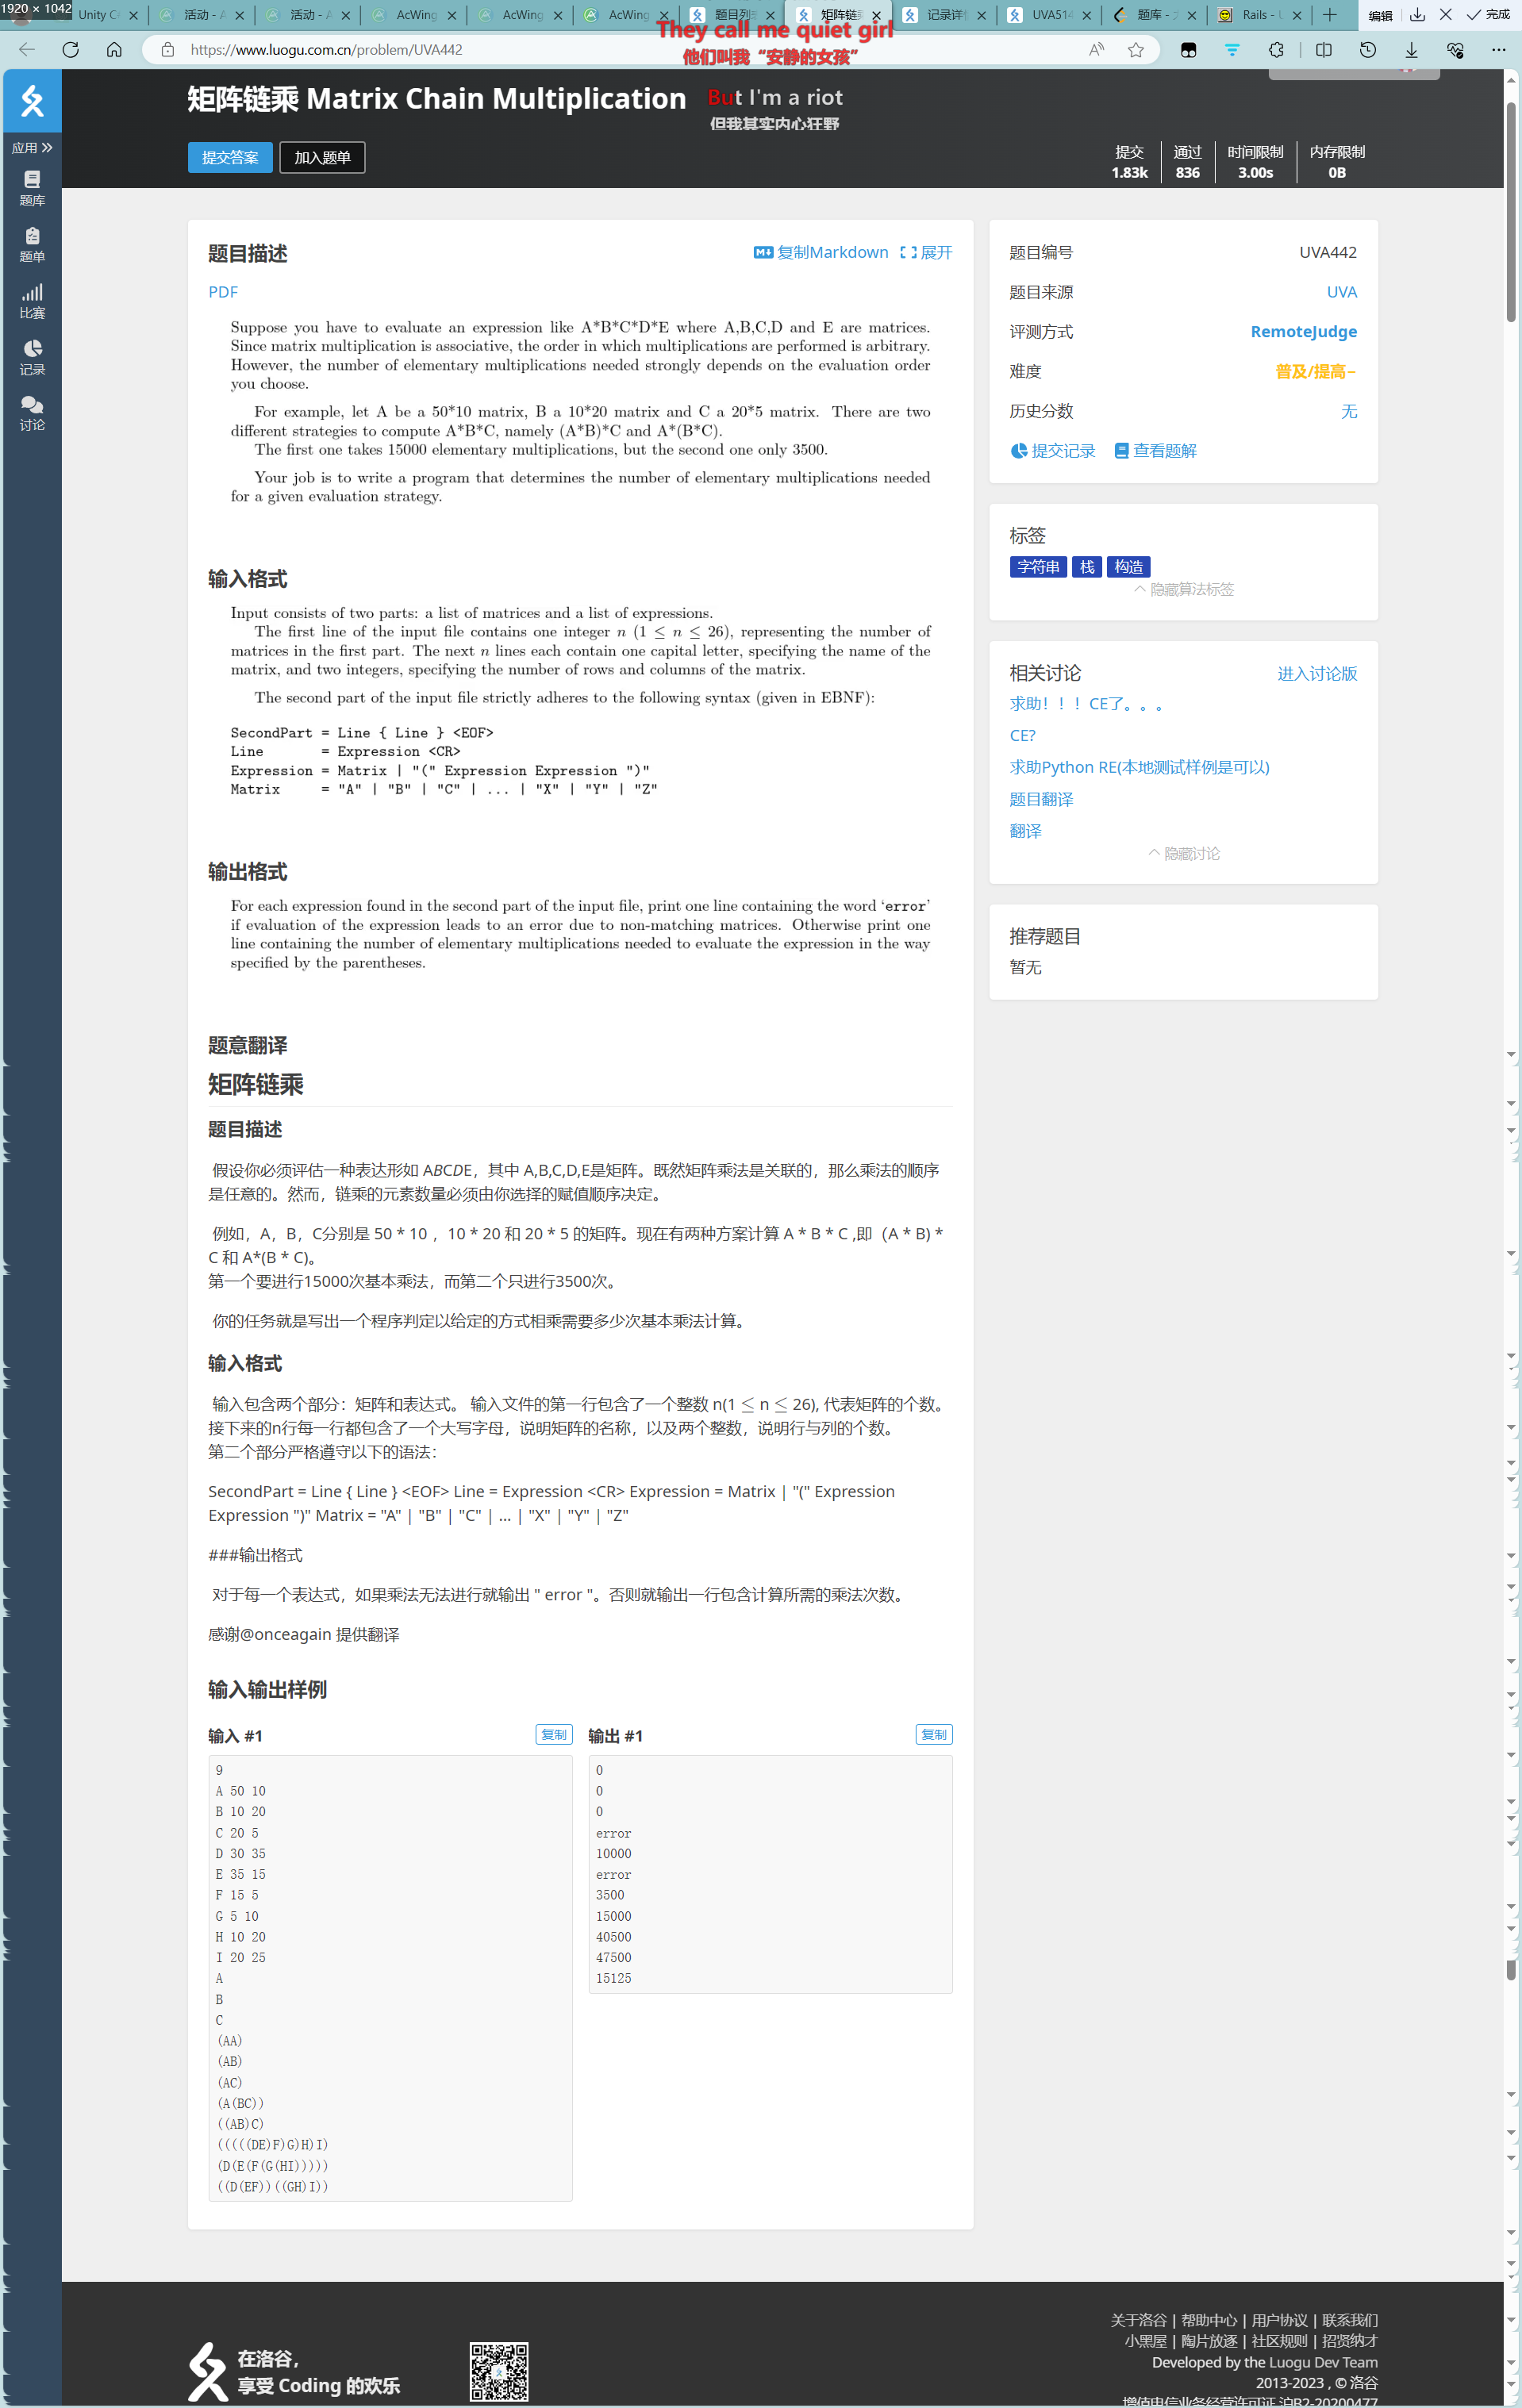 1920 × 1042
Unity C
活动 - A
活动 - A
AcWing
AcWing
AcWing
题目列
矩阵链
记录详
UVA514
题库 -
Rails - U
编辑
完成
https://www.luogu.com.cn/problem/UVA442
They call me quiet girl
他们叫我“安静的女孩”
But I'm a riot
但我其实内心狂野
矩阵链乘 Matrix Chain Multiplication
提交答案
加入题单
提交
1.83k
通过
836
时间限制
3.00s
内存限制
0B
应用
题库
题单
比赛
记录
讨论
题目描述
复制Markdown
展开
PDF
Suppose you have to evaluate an expression like A*B*C*D*E where A,B,C,D and E are matrices.
Since matrix multiplication is associative, the order in which multiplications are performed is arbitrary.
However, the number of elementary multiplications needed strongly depends on the evaluation order
you choose.
For example, let A be a 50*10 matrix, B a 10*20 matrix and C a 20*5 matrix. There are two
different strategies to compute A*B*C, namely (A*B)*C and A*(B*C).
The first one takes 15000 elementary multiplications, but the second one only 3500.
Your job is to write a program that determines the number of elementary multiplications needed
for a given evaluation strategy.
输入格式
Input consists of two parts: a list of matrices and a list of expressions.
The first line of the input file contains one integer n (1 ≤ n ≤ 26), representing the number of
matrices in the first part. The next n lines each contain one capital letter, specifying the name of the
matrix, and two integers, specifying the number of rows and columns of the matrix.
The second part of the input file strictly adheres to the following syntax (given in EBNF):
SecondPart = Line { Line } <EOF>
Line = Expression <CR>
Expression = Matrix | "(" Expression Expression ")"
Matrix = "A" | "B" | "C" | ... | "X" | "Y" | "Z"
输出格式
For each expression found in the second part of the input file, print one line containing the word ‘error’
if evaluation of the expression leads to an error due to non-matching matrices. Otherwise print one
line containing the number of elementary multiplications needed to evaluate the expression in the way
specified by the parentheses.
题意翻译
矩阵链乘
题目描述
假设你必须评估一种表达形如 ABCDE，其中 A,B,C,D,E是矩阵。既然矩阵乘法是关联的，那么乘法的顺序
是任意的。然而，链乘的元素数量必须由你选择的赋值顺序决定。
例如，A，B，C分别是 50 * 10 ，10 * 20 和 20 * 5 的矩阵。现在有两种方案计算 A * B * C ,即（A * B) *
C 和 A*(B * C)。
第一个要进行15000次基本乘法，而第二个只进行3500次。
你的任务就是写出一个程序判定以给定的方式相乘需要多少次基本乘法计算。
输入格式
输入包含两个部分：矩阵和表达式。 输入文件的第一行包含了一个整数 n(1 ≤ n ≤ 26), 代表矩阵的个数。
接下来的n行每一行都包含了一个大写字母，说明矩阵的名称，以及两个整数，说明行与列的个数。
第二个部分严格遵守以下的语法：
SecondPart = Line { Line } <EOF> Line = Expression <CR> Expression = Matrix | "(" Expression
Expression ")" Matrix = "A" | "B" | "C" | ... | "X" | "Y" | "Z"
###输出格式
对于每一个表达式，如果乘法无法进行就输出 " error "。否则就输出一行包含计算所需的乘法次数。
感谢@onceagain 提供翻译
输入输出样例
输入 #1
复制
9
A 50 10
B 10 20
C 20 5
D 30 35
E 35 15
F 15 5
G 5 10
H 10 20
I 20 25
A
B
C
(AA)
(AB)
(AC)
(A(BC))
((AB)C)
(((((DE)F)G)H)I)
(D(E(F(G(HI)))))
((D(EF))((GH)I))
输出 #1
复制
0
0
0
error
10000
error
3500
15000
40500
47500
15125
题目编号
UVA442
题目来源
UVA
评测方式
RemoteJudge
难度
普及/提高−
历史分数
无
提交记录
查看题解
标签
字符串
栈
构造
隐藏算法标签
相关讨论
进入讨论版
求助！！！CE了。。。
CE?
求助Python RE(本地测试样例是可以)
题目翻译
翻译
隐藏讨论
推荐题目
暂无
在洛谷，
享受 Coding 的欢乐
关于洛谷 | 帮助中心 | 用户协议 | 联系我们
小黑屋 | 陶片放逐 | 社区规则 | 招贤纳才
Developed by the Luogu Dev Team
2013-2023 , © 洛谷
增值电信业务经营许可证 沪B2-20200477